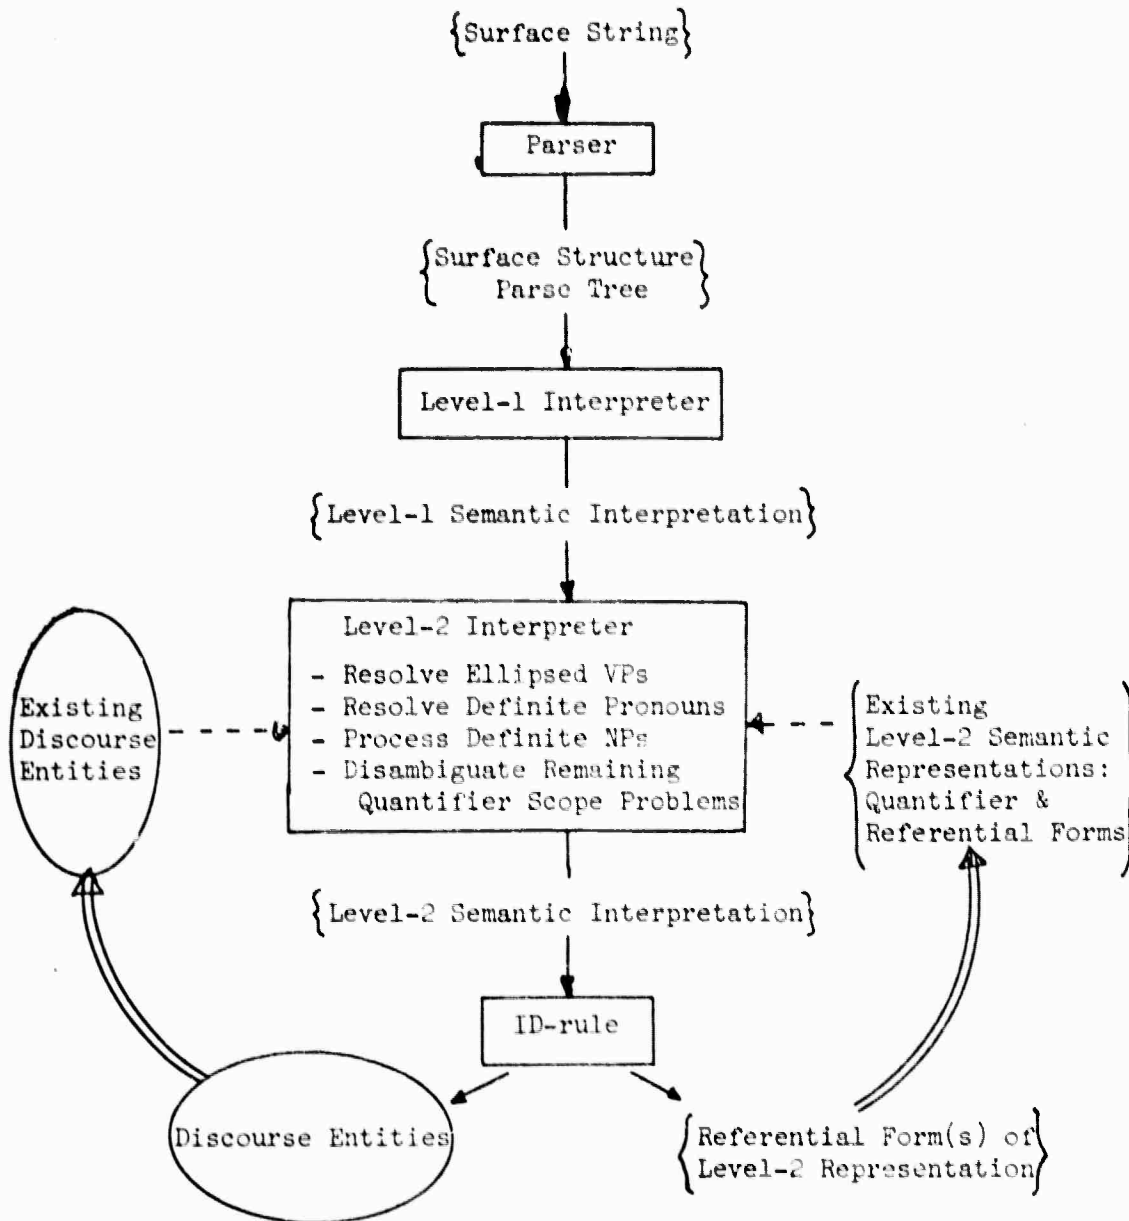 {Surface String}
Parser
{Surface Structure
Parse Tree}
Level-1 Interpreter
{Level-1 Semantic Interpretation}
Level-2 Interpreter
- Resolve Ellipsed VPs
- Resolve Definite Pronouns
- Process Definite NPs
- Disambiguate Remaining
Quantifier Scope Problems
Existing
Discourse
Entities
{Existing
Level-2 Semantic
Representations:
Quantifier &
Referential Forms}
{Level-2 Semantic Interpretation}
ID-rule
Discourse Entities
{Referential Form(s) of
Level-2 Representation}